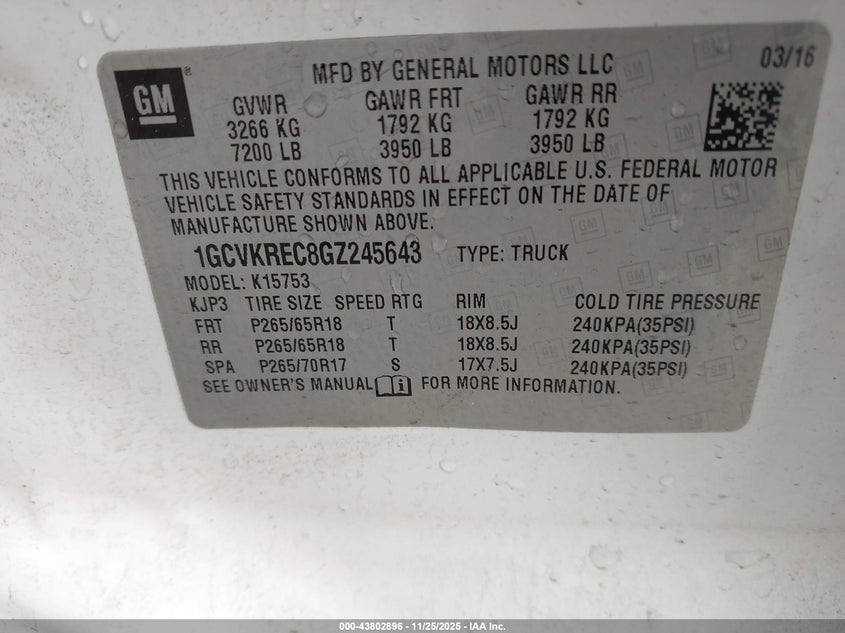 GM
®
MFD BY GENERAL MOTORS LLC
03/16
GVWR GAWR FRT GAWR RR
3266 KG 1792 KG 1792 KG
7200 LB 3950 LB 3950 LB
THIS VEHICLE CONFORMS TO ALL APPLICABLE U.S. FEDERAL MOTOR
VEHICLE SAFETY STANDARDS IN EFFECT ON THE DATE OF
MANUFACTURE SHOWN ABOVE.
1GCVKREC8GZ245643 TYPE: TRUCK
MODEL: K15753
KJP3 TIRE SIZE SPEED RTG RIM COLD TIRE PRESSURE
FRT P265/65R18 T 18X8.5J 240KPA(35PSI)
RR P265/65R18 T 18X8.5J 240KPA(35PSI)
SPA P265/70R17 S 17X7.5J 240KPA(35PSI)
SEE OWNER'S MANUAL FOR MORE INFORMATION.
000-43802896 - 11/25/2025 - IAA Inc.